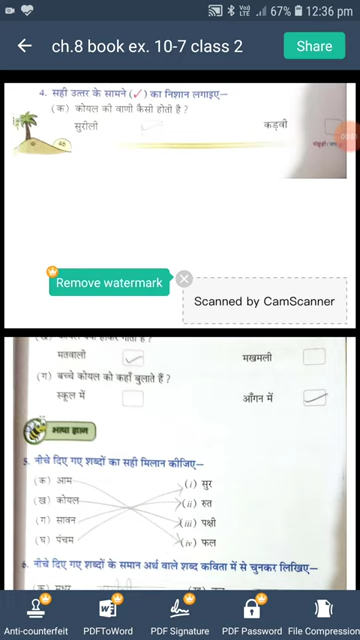 12:36 pm
67%
ch.8 book ex. 10-7 class 2
Share
4. सही उत्तर के सामने (✓) का निशान लगाइए—
(क) कोयल की वाणी कैसी होती है ?
सुरीली
कड़वी
46
Remove watermark
Scanned by CamScanner
मतवाली
मखमली
(ग) बच्चे कोयल को कहाँ बुलाते हैं ?
स्कूल में
आँगन में
भाषा ज्ञान
5. नीचे दिए गए शब्दों का सही मिलान कीजिए—
(क) आम
(i) सुर
(ख) कोयल
(ii) रुत
(ग) सावन
(iii) पक्षी
(घ) पंचम
(iv) फल
6. नीचे दिए गए शब्दों के समान अर्थ वाले शब्द कविता में से चुनकर लिखिए—
Anti-counterfeit
PDFToWord
PDF Signature
PDF Password
File Compression